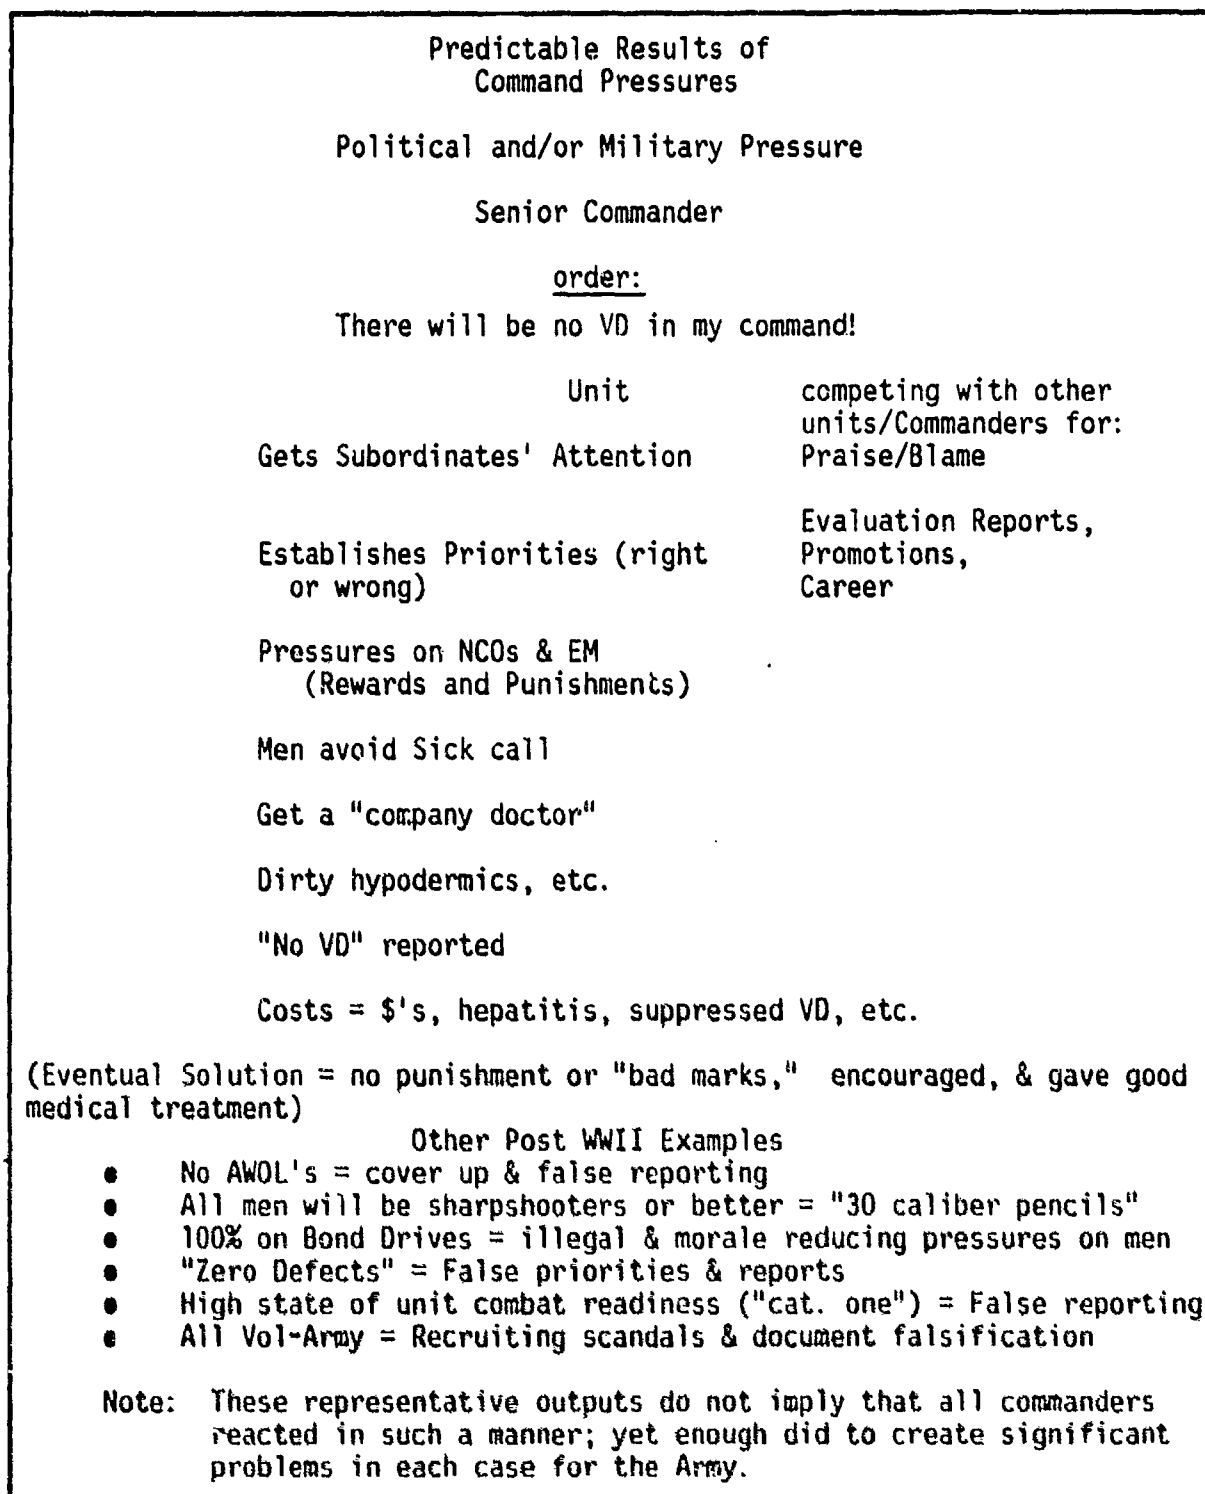 Predictable Results of
Command Pressures
Political and/or Military Pressure
Senior Commander
order:
There will be no VD in my command!
Unit competing with other
units/Commanders for:
Gets Subordinates' Attention Praise/Blame
Evaluation Reports,
Establishes Priorities (right Promotions,
or wrong) Career
Pressures on NCOs & EM
(Rewards and Punishments)
Men avoid Sick call
Get a "company doctor"
Dirty hypodermics, etc.
"No VD" reported
Costs = $'s, hepatitis, suppressed VD, etc.
(Eventual Solution = no punishment or "bad marks," encouraged, & gave good
medical treatment)
Other Post WWII Examples
● No AWOL's = cover up & false reporting
● All men will be sharpshooters or better = "30 caliber pencils"
● 100% on Bond Drives = illegal & morale reducing pressures on men
● "Zero Defects" = False priorities & reports
● High state of unit combat readiness ("cat. one") = False reporting
● All Vol-Army = Recruiting scandals & document falsification
Note: These representative outputs do not imply that all commanders
reacted in such a manner; yet enough did to create significant
problems in each case for the Army.